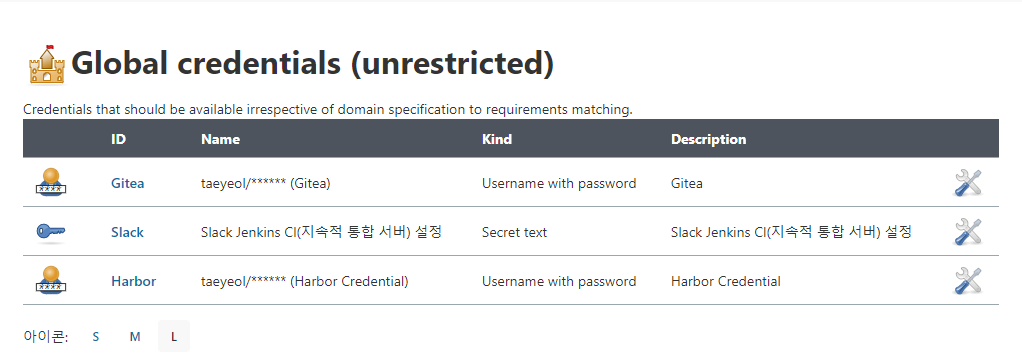 Global credentials (unrestricted)
Credentials that should be available irrespective of domain specification to requirements matching.
ID Name Kind Description
Gitea taeyeol/****** (Gitea) Username with password Gitea
Slack Slack Jenkins CI(지속적 통합 서버) 설정 Secret text Slack Jenkins CI(지속적 통합 서버) 설정
Harbor taeyeol/****** (Harbor Credential) Username with password Harbor Credential
아이콘: S M L